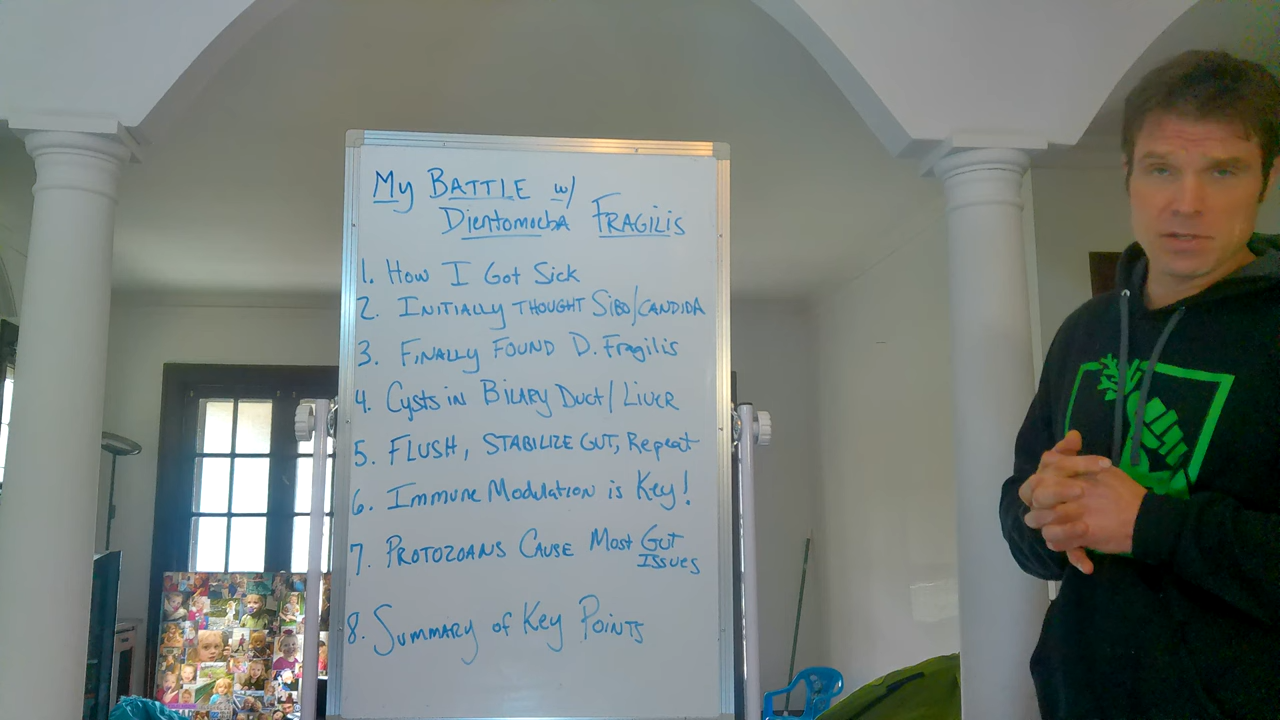 My BATTLE w/
Dientomoeba FRAGILIS
1. How I Got Sick
2. INITIALLY THOUGHT SIBO/CANDIDA
3. FINALLY FOUND D. Fragilis
4. Cysts in BILARY DUCT/LIVER
5. FLUSH, STABILIZE GUT, Repeat
6. Immune Modulation is Key!
7. PROTOZOANS CAUSE Most GUT
ISSUES
8. SUMMARY of Key POINTS